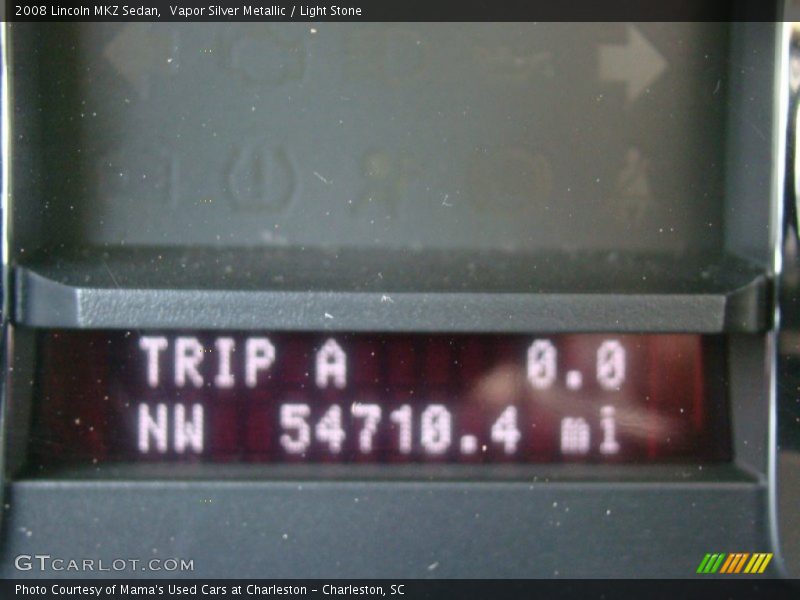 2008 Lincoln MKZ Sedan,  Vapor Silver Metallic / Light Stone
TRIP A 0.0
NW 54710.4 mi
GTCARLOT.COM
Photo Courtesy of Mama's Used Cars at Charleston – Charleston, SC